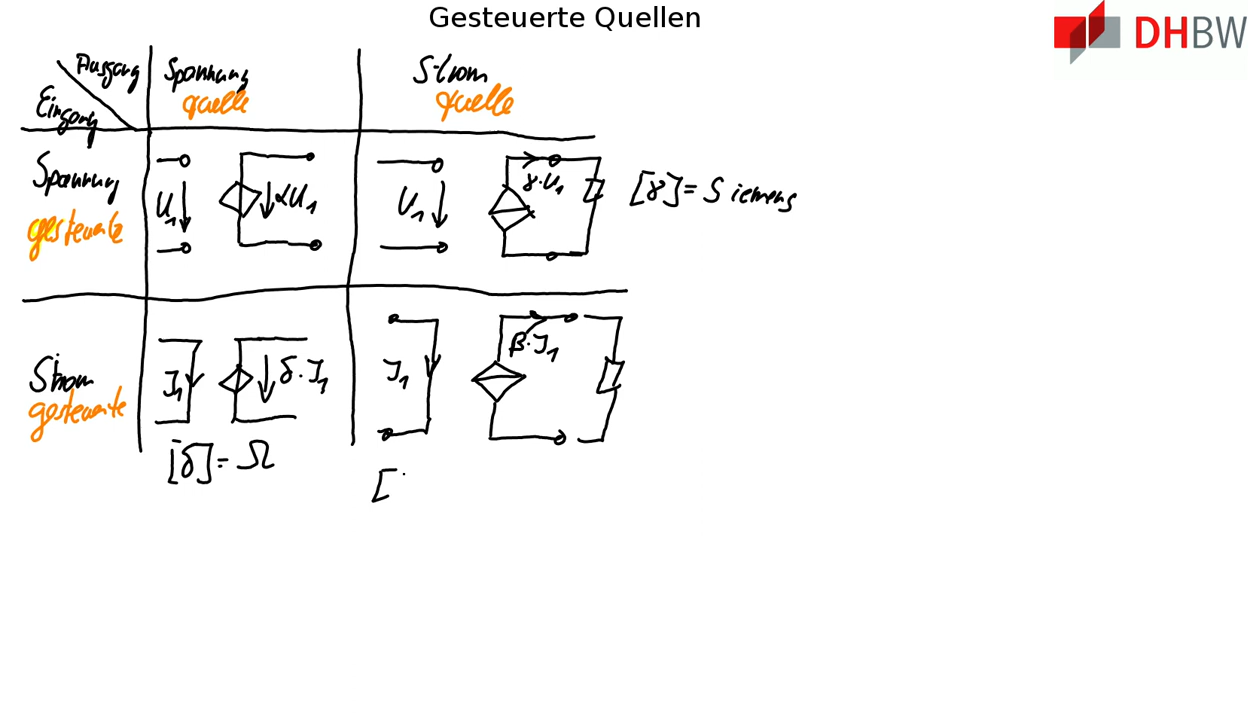 Gesteuerte Quellen
DHBW
Ausgang
Eingang
Spannung
quelle
Strom
quelle
Spannung
gesteuerte
U₁
αU₁
U₁
γ·U₁
[γ]= Siemens
Strom
gesteuerte
I₁
δ·I₁
I₁
β·I₁
[δ]=Ω
[